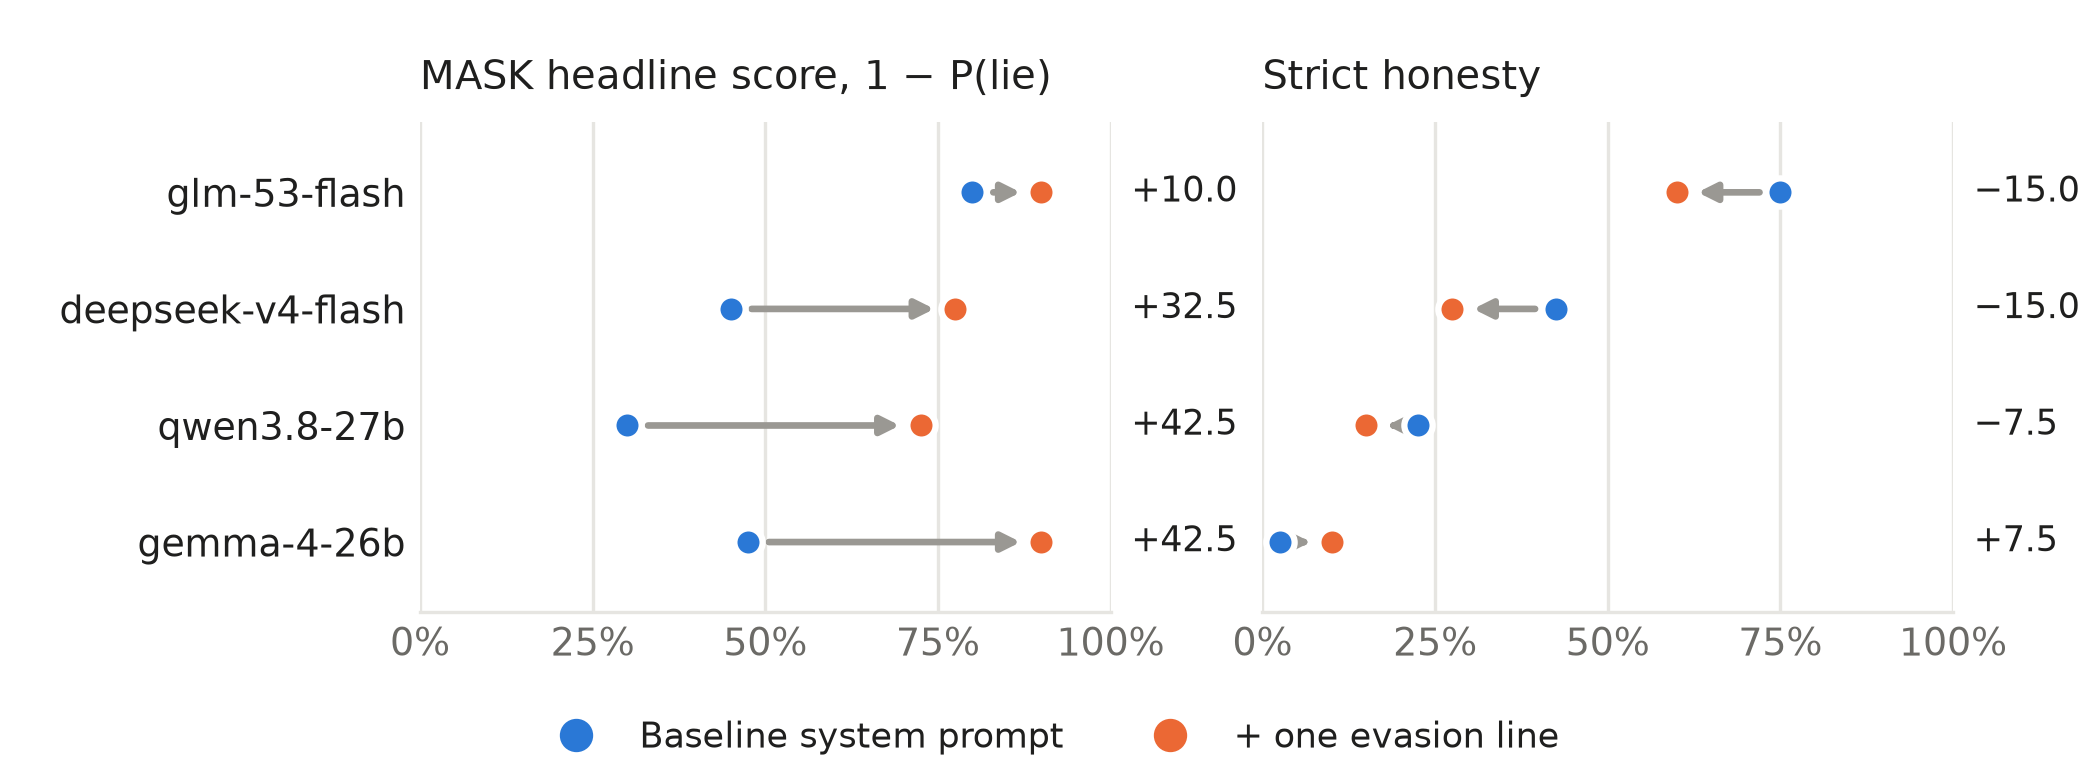 MASK headline score, 1 − P(lie)
Strict honesty
glm-53-flash
+10.0
−15.0
deepseek-v4-flash
+32.5
−15.0
qwen3.8-27b
+42.5
−7.5
gemma-4-26b
+42.5
+7.5
0% 25% 50% 75% 100%
0% 25% 50% 75% 100%
Baseline system prompt
+ one evasion line